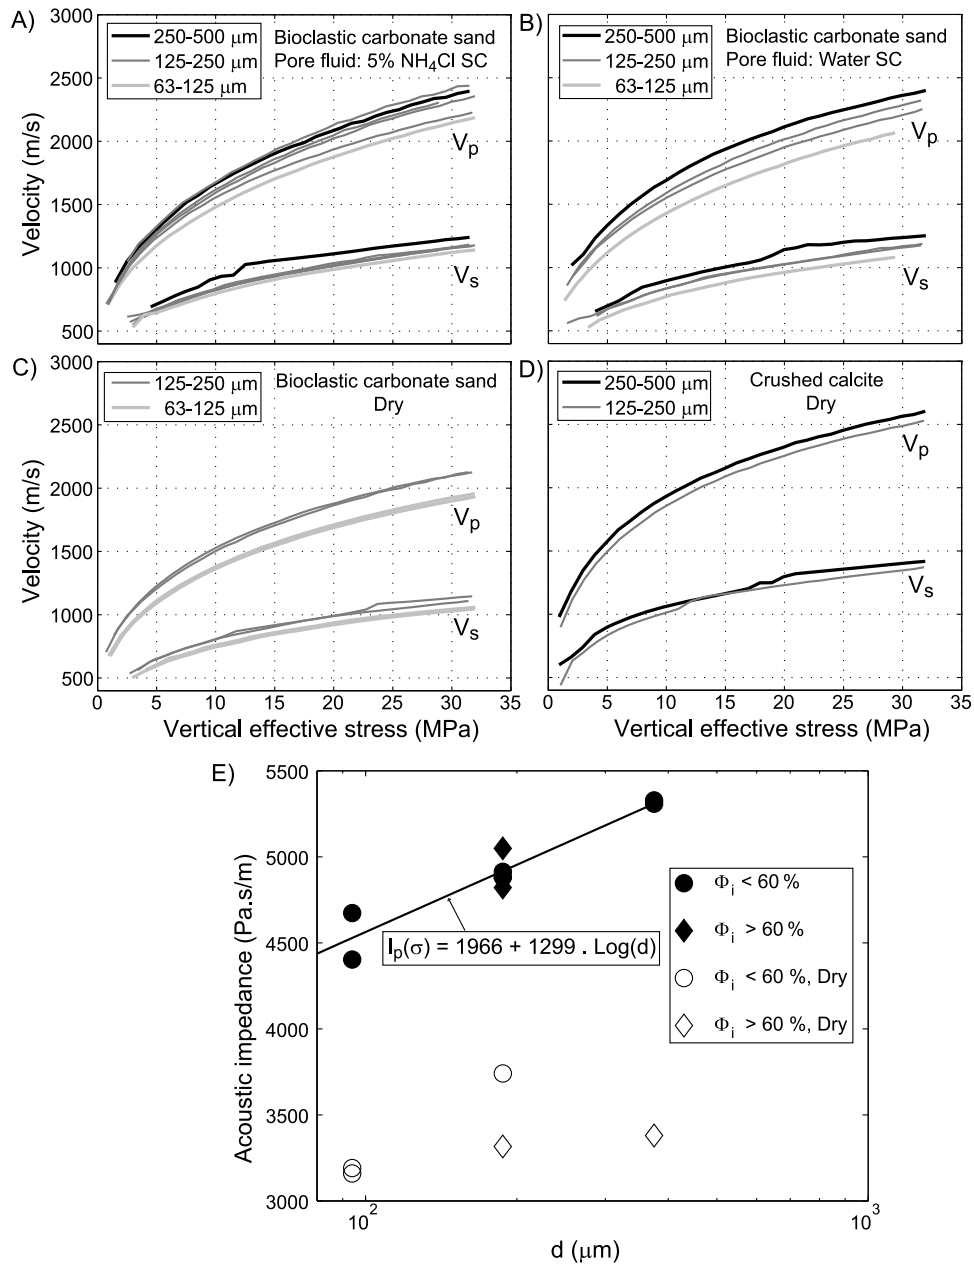 A)
3000
2500
2000
1500
1000
500
Velocity (m/s)
250-500 μm
125-250 μm
63-125 μm
Bioclastic carbonate sand
Pore fluid: 5% NH4Cl SC
Vp
Vs
B)
250-500 μm
125-250 μm
63-125 μm
Bioclastic carbonate sand
Pore fluid: Water SC
Vp
Vs
C)
3000
2500
2000
1500
1000
500
Velocity (m/s)
125-250 μm
63-125 μm
Bioclastic carbonate sand
Dry
Vp
Vs
0 5 10 15 20 25 30 35
Vertical effective stress (MPa)
D)
250-500 μm
125-250 μm
Crushed calcite
Dry
Vp
Vs
0 5 10 15 20 25 30 35
Vertical effective stress (MPa)
E)
5500
5000
4500
4000
3500
3000
Acoustic impedance (Pa.s/m)
Ip(σ) = 1966 + 1299 . Log(d)
Φi < 60 %
Φi > 60 %
Φi < 60 %, Dry
Φi > 60 %, Dry
10^2 10^3
d (μm)